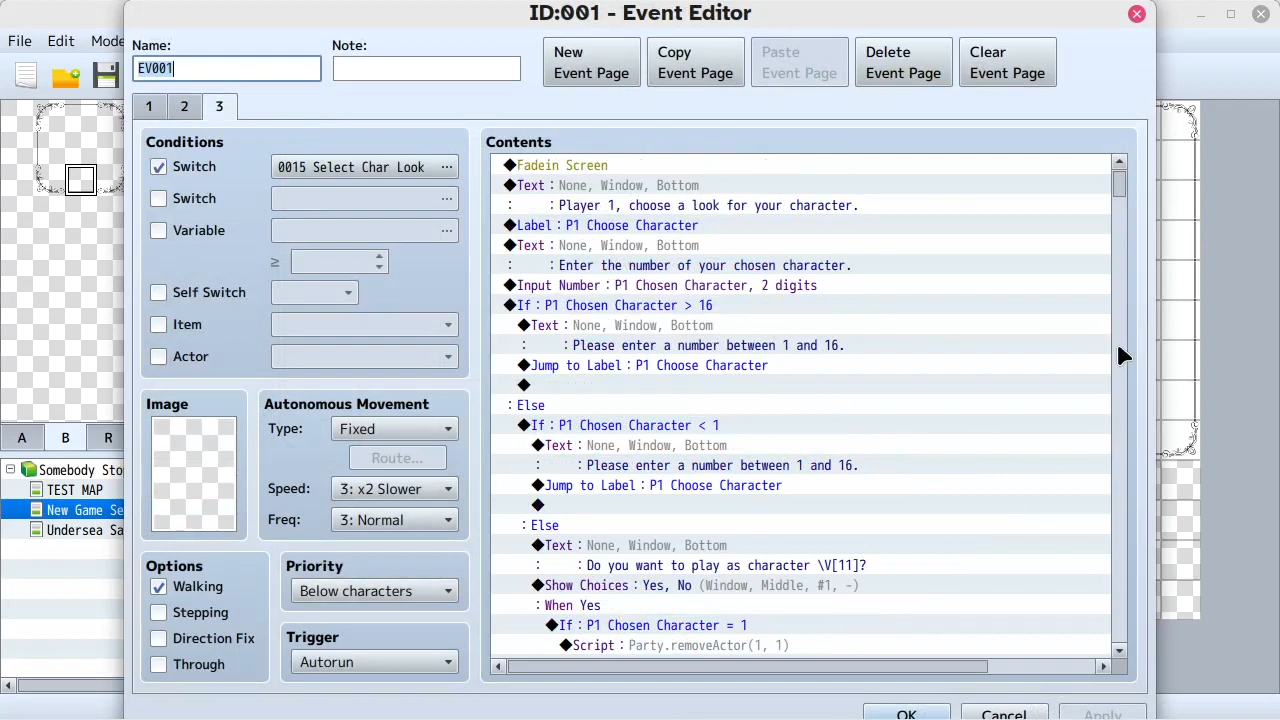 ID:001 - Event Editor
File Edit Mode
Name:
Note:
EV001
New
Event Page
Copy
Event Page
Paste
Event Page
Delete
Event Page
Clear
Event Page
1 2 3
Conditions
Switch 0015 Select Char Look ...
Switch ...
Variable ...
≥
Self Switch
Item
Actor
Image
Autonomous Movement
Type: Fixed
Route...
Speed: 3: x2 Slower
Freq: 3: Normal
Options
Walking
Stepping
Direction Fix
Through
Priority
Below characters
Trigger
Autorun
Contents
◆Fadein Screen
◆Text：None, Window, Bottom
：　　：Player 1, choose a look for your character.
◆Label：P1 Choose Character
◆Text：None, Window, Bottom
：　　：Enter the number of your chosen character.
◆Input Number：P1 Chosen Character, 2 digits
◆If：P1 Chosen Character > 16
◆Text：None, Window, Bottom
：　　：Please enter a number between 1 and 16.
◆Jump to Label：P1 Choose Character
◆
：Else
◆If：P1 Chosen Character < 1
◆Text：None, Window, Bottom
：　　：Please enter a number between 1 and 16.
◆Jump to Label：P1 Choose Character
◆
：Else
◆Text：None, Window, Bottom
：　　：Do you want to play as character \V[11]?
◆Show Choices：Yes, No (Window, Middle, #1, -)
：When Yes
◆If：P1 Chosen Character = 1
◆Script：Party.removeActor(1, 1)
A B R
Somebody Sto
TEST MAP
New Game Se
Undersea Sa
OK Cancel Apply